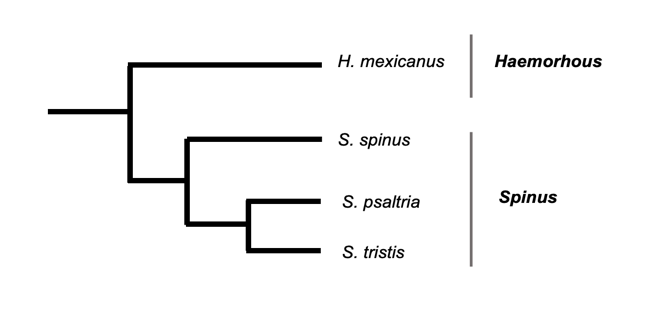 H. mexicanus
Haemorhous
S. spinus
S. psaltria
Spinus
S. tristis